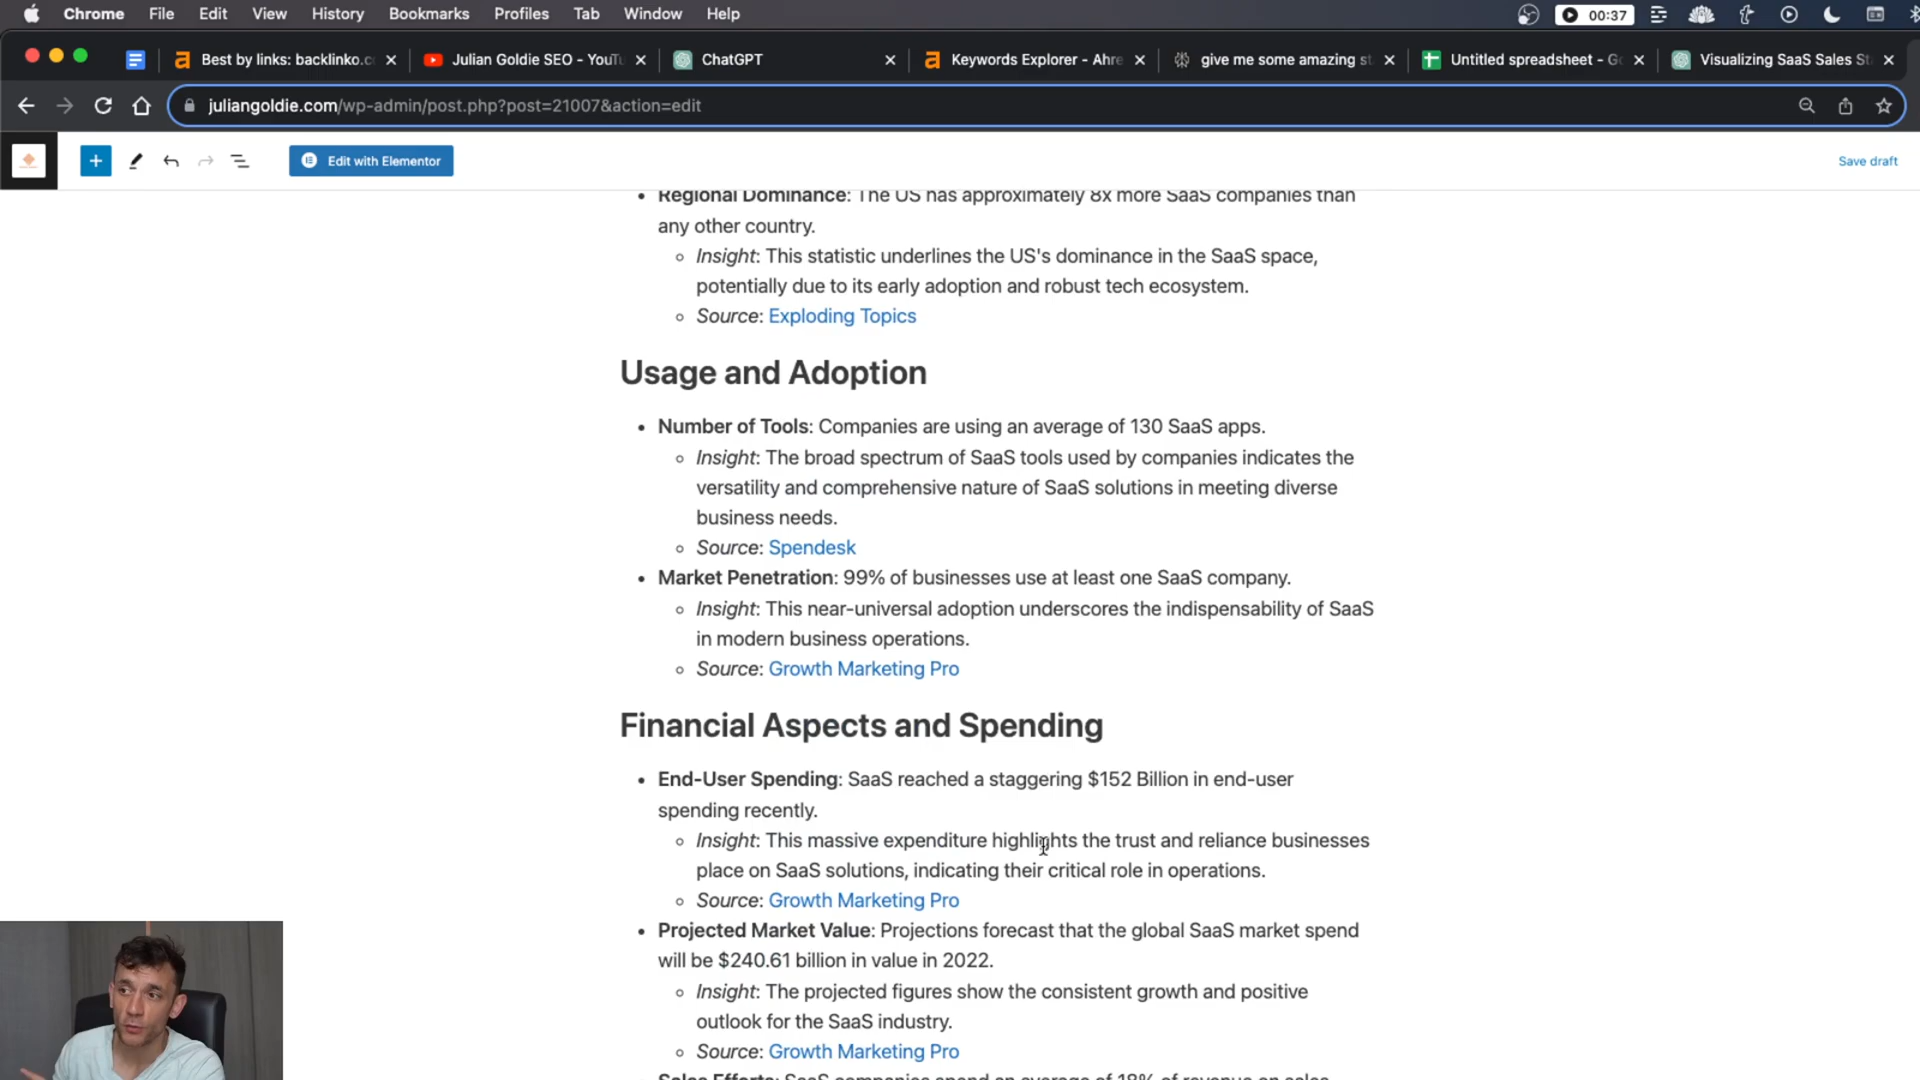 Chrome File Edit View History Bookmarks Profiles Tab Window Help 00:37
Best by links: backlinko.c Julian Goldie SEO - YouTu ChatGPT Keywords Explorer - Ahre give me some amazing st Untitled spreadsheet - Go Visualizing SaaS Sales St
juliangoldie.com/wp-admin/post.php?post=21007&action=edit
Edit with Elementor Save draft
Regional Dominance: The US has approximately 8x more SaaS companies than
any other country.
Insight: This statistic underlines the US's dominance in the SaaS space,
potentially due to its early adoption and robust tech ecosystem.
Source: Exploding Topics
Usage and Adoption
Number of Tools: Companies are using an average of 130 SaaS apps.
Insight: The broad spectrum of SaaS tools used by companies indicates the
versatility and comprehensive nature of SaaS solutions in meeting diverse
business needs.
Source: Spendesk
Market Penetration: 99% of businesses use at least one SaaS company.
Insight: This near-universal adoption underscores the indispensability of SaaS
in modern business operations.
Source: Growth Marketing Pro
Financial Aspects and Spending
End-User Spending: SaaS reached a staggering $152 Billion in end-user
spending recently.
Insight: This massive expenditure highlights the trust and reliance businesses
place on SaaS solutions, indicating their critical role in operations.
Source: Growth Marketing Pro
Projected Market Value: Projections forecast that the global SaaS market spend
will be $240.61 billion in value in 2022.
Insight: The projected figures show the consistent growth and positive
outlook for the SaaS industry.
Source: Growth Marketing Pro
Sales Efforts: SaaS companies spend an average of 18% of revenue on sales